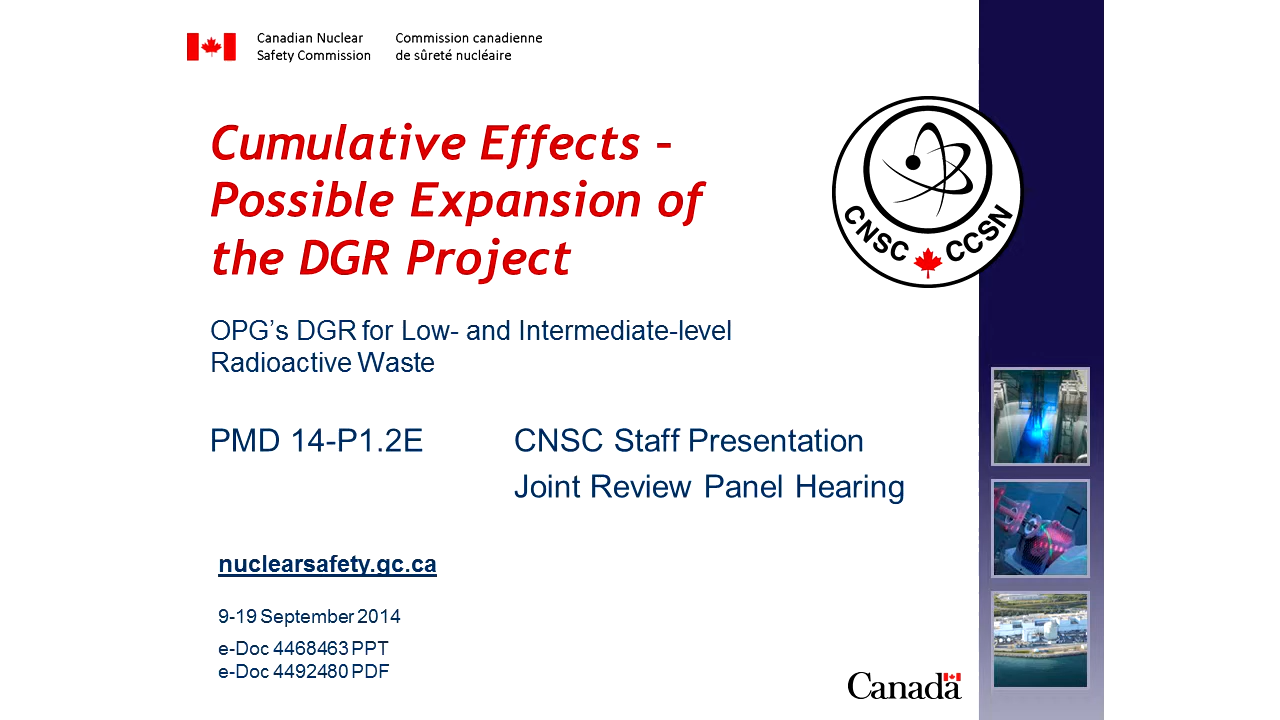 Canadian Nuclear
Safety Commission
Commission canadienne
de sûreté nucléaire
Cumulative Effects –
Possible Expansion of
the DGR Project
CNSC CCSN
OPG’s DGR for Low- and Intermediate-level
Radioactive Waste
PMD 14-P1.2E
CNSC Staff Presentation
Joint Review Panel Hearing
nuclearsafety.gc.ca
9-19 September 2014
e-Doc 4468463 PPT
e-Doc 4492480 PDF
Canada